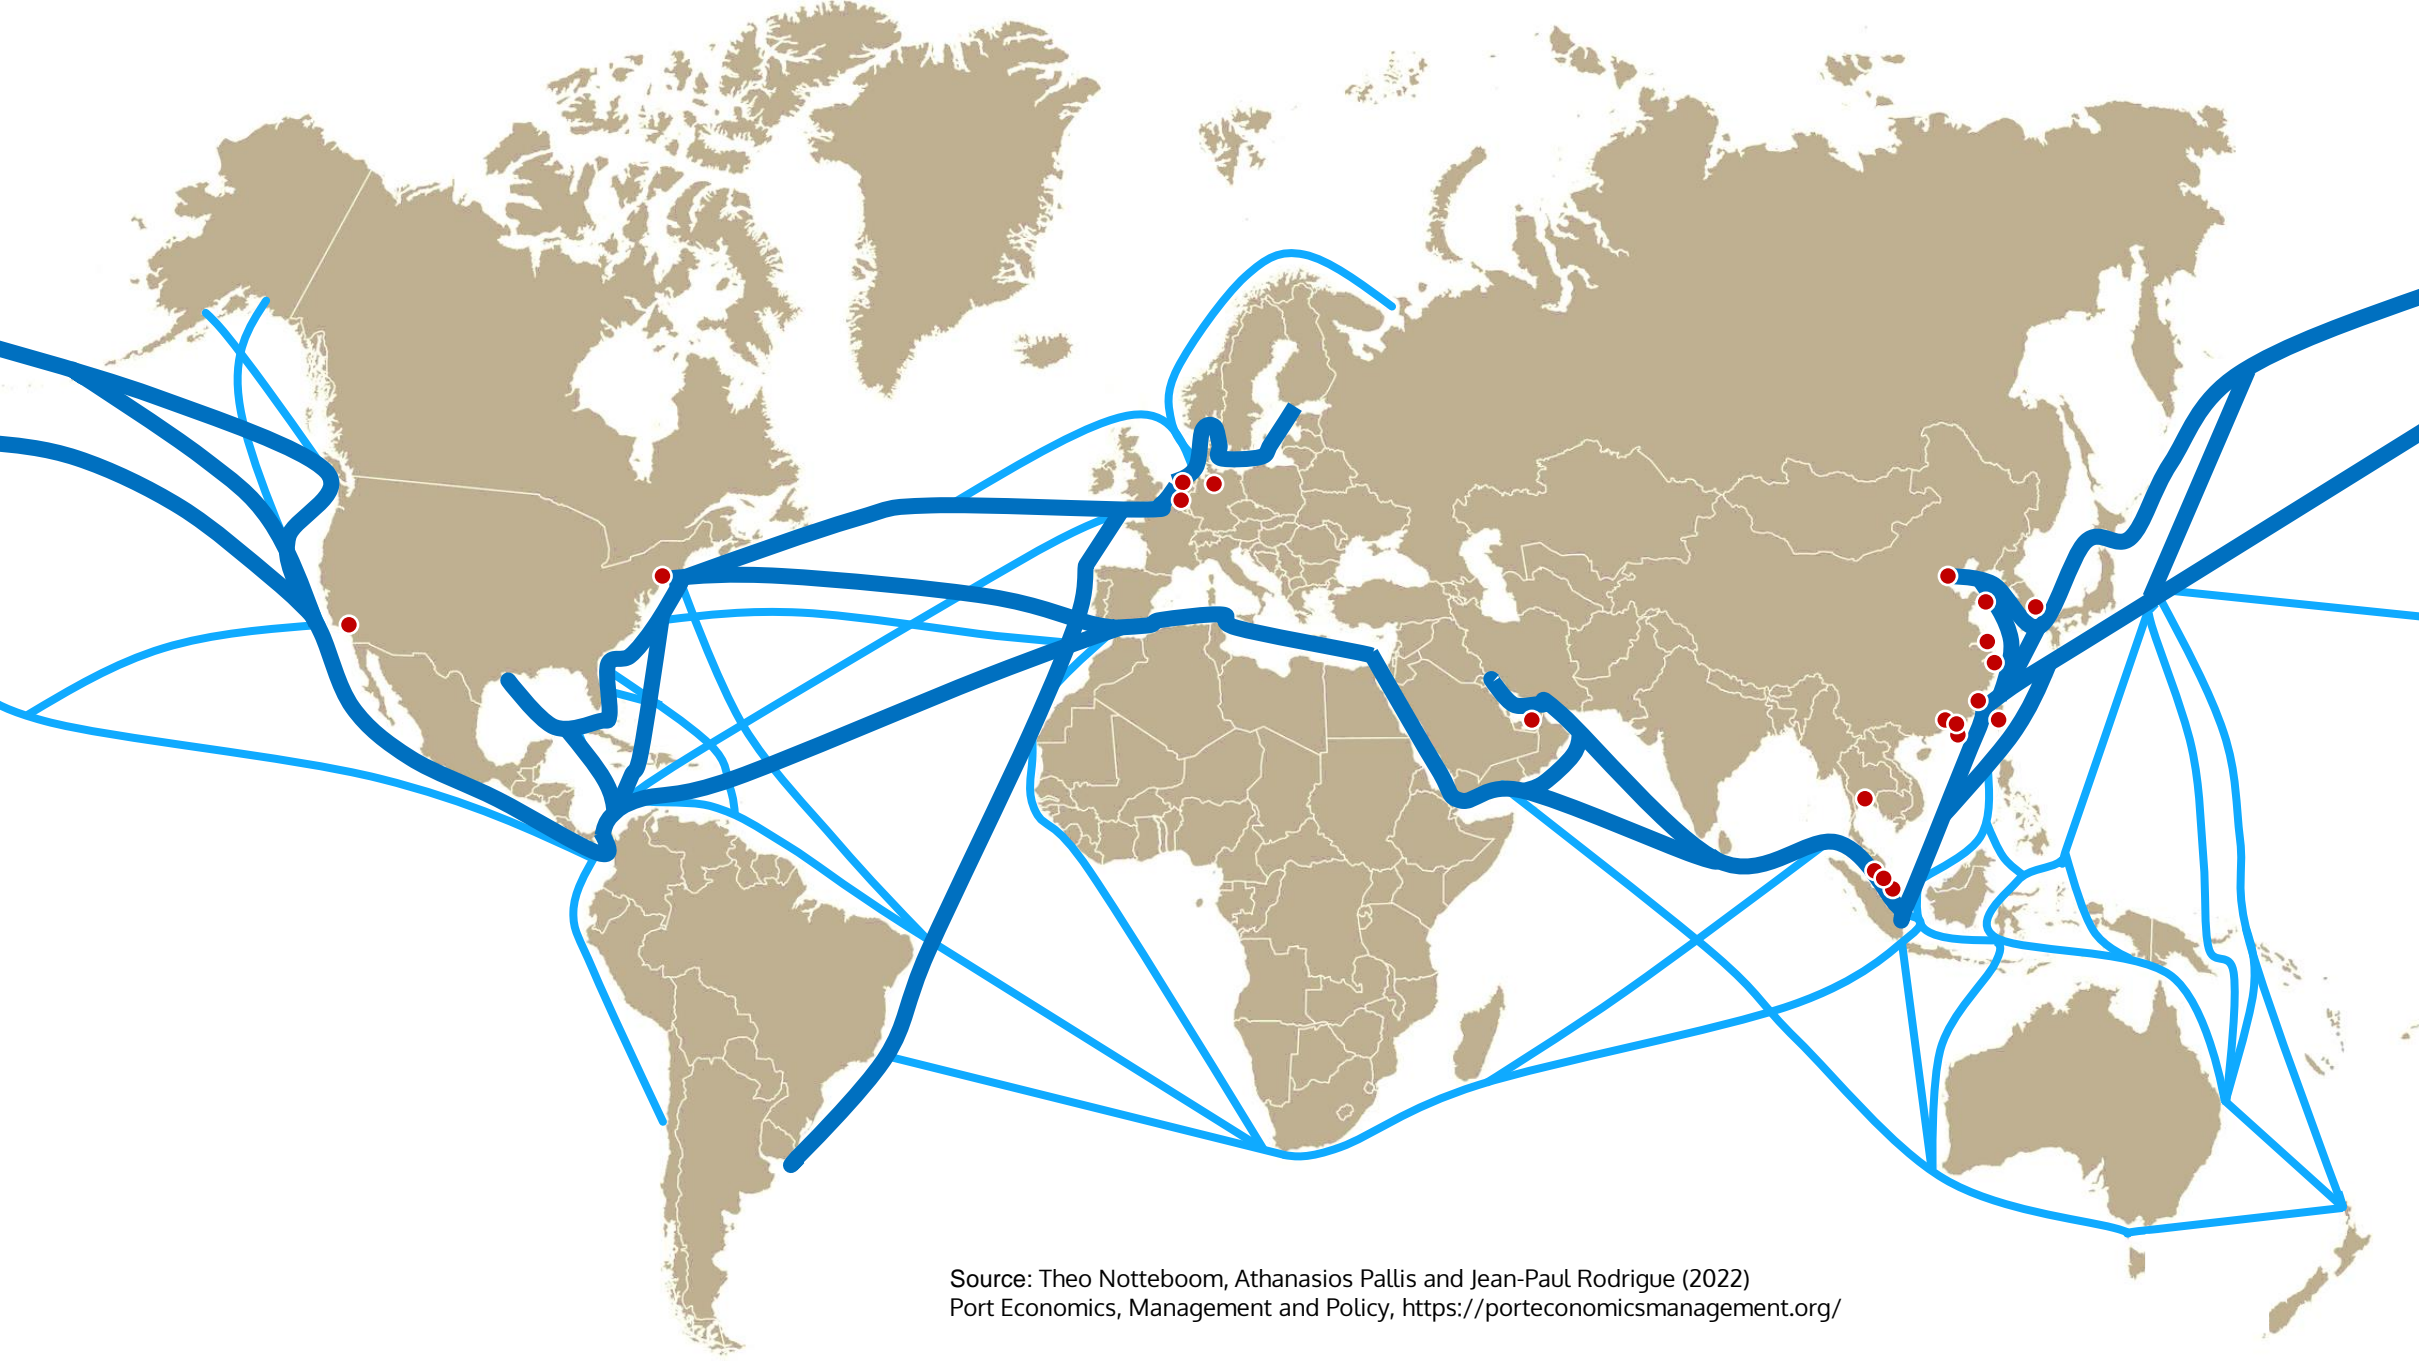 Source: Theo Notteboom, Athanasios Pallis and Jean-Paul Rodrigue (2022)
Port Economics, Management and Policy, https://porteconomicsmanagement.org/